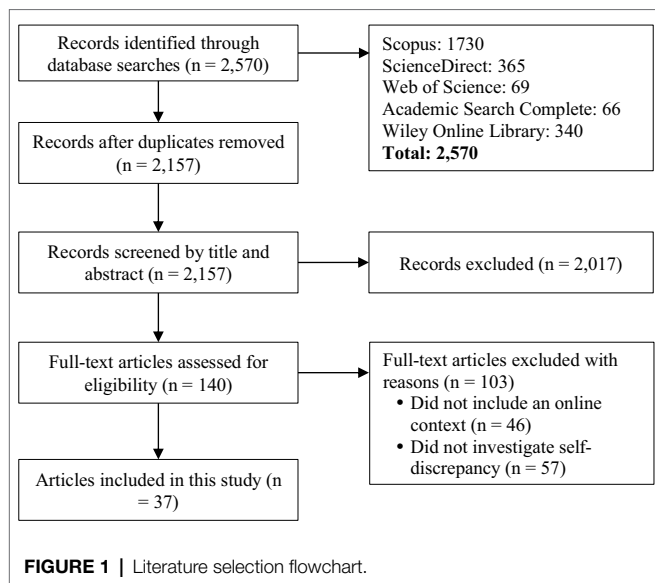 Records identified through
database searches (n = 2,570)
Scopus: 1730
ScienceDirect: 365
Web of Science: 69
Academic Search Complete: 66
Wiley Online Library: 340
Total: 2,570
Records after duplicates removed
(n = 2,157)
Records screened by title and
abstract (n = 2,157)
Records excluded (n = 2,017)
Full-text articles assessed for
eligibility (n = 140)
Full-text articles excluded with
reasons (n = 103)
• Did not include an online
context (n = 46)
• Did not investigate self-
discrepancy (n = 57)
Articles included in this study (n
= 37)
FIGURE 1 | Literature selection flowchart.